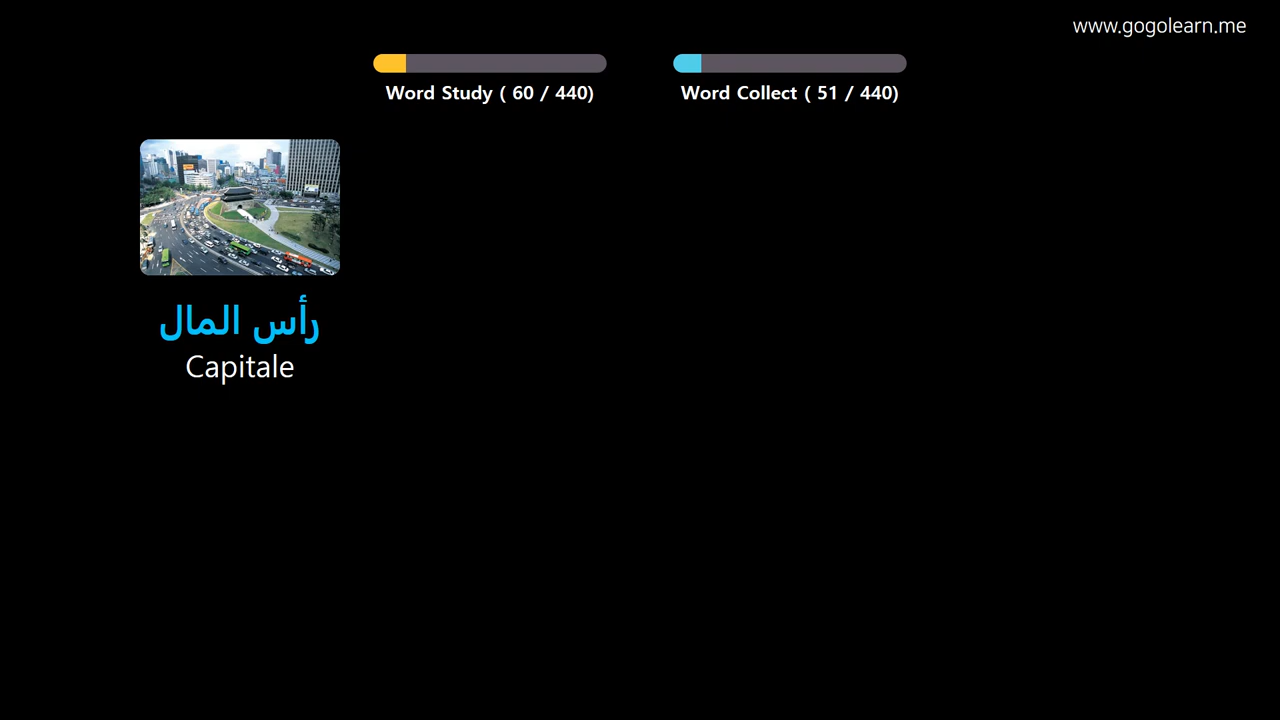 www.gogolearn.me
Word Study ( 60 / 440)
Word Collect ( 51 / 440)
رأس المال
Capitale